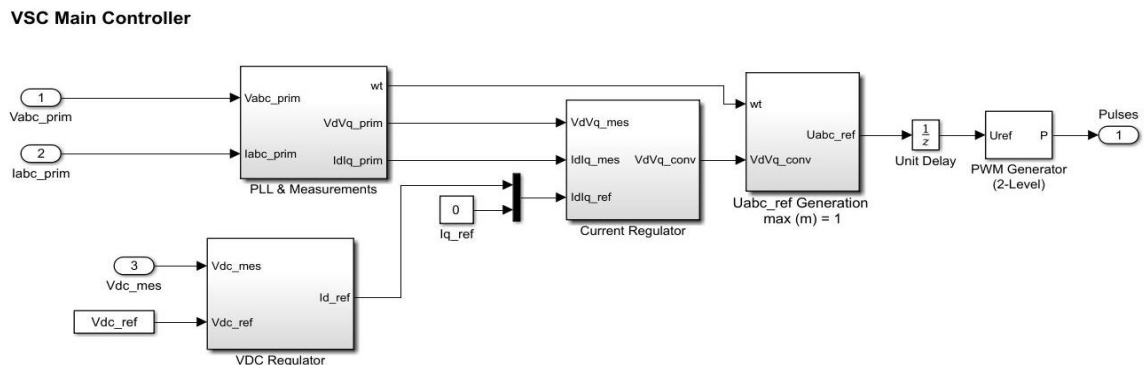 VSC Main Controller
1
Vabc_prim
2
Iabc_prim
Vabc_prim
Iabc_prim
wt
VdVq_prim
IdIq_prim
PLL & Measurements
0
Iq_ref
3
Vdc_mes
Vdc_ref
Vdc_mes
Vdc_ref
Id_ref
VDC Regulator
VdVq_mes
IdIq_mes
IdIq_ref
VdVq_conv
Current Regulator
wt
VdVq_conv
Uabc_ref
Uabc_ref Generation
max (m) = 1
1
z
Unit Delay
Uref
P
PWM Generator
(2-Level)
Pulses
1